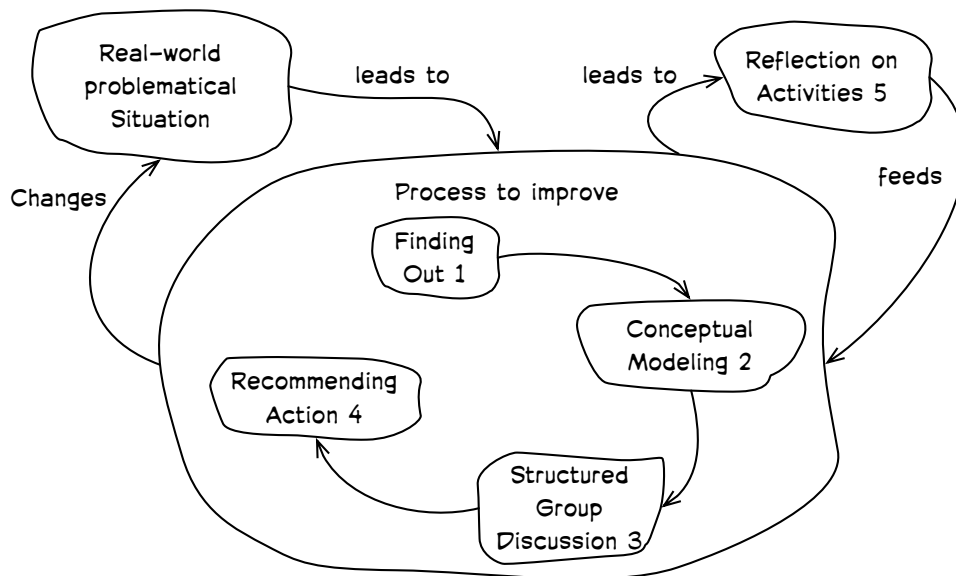 Real-world
problematical
Situation
leads to
leads to
Reflection on
Activities 5
Changes
feeds
Process to improve
Finding
Out 1
Conceptual
Modeling 2
Recommending
Action 4
Structured
Group
Discussion 3